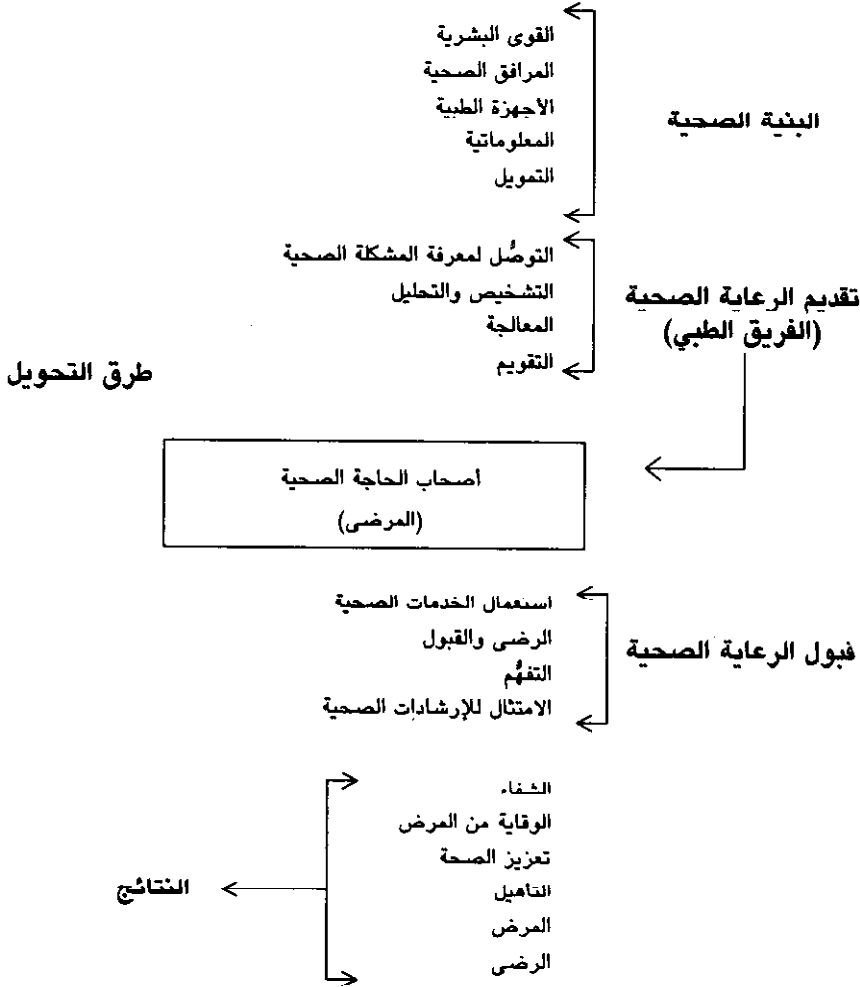 القوى البشرية
المرافق الصحية
الأجهزة الطبية
المعلوماتية
التمويل
البنية الصحية
التوصُّل لمعرفة المشكلة الصحية
التشخيص والتحليل
المعالجة
التقويم
تقديم الرعاية الصحية
(الفريق الطبي)
طرق التحويل
أصحاب الحاجة الصحية
(المرضى)
استعمال الخدمات الصحية
الرضى والقبول
التفهُّم
الامتثال للإرشادات الصحية
قبول الرعاية الصحية
الشفاء
الوقاية من المرض
تعزيز الصحة
التأهيل
المرض
الرضى
النتائج